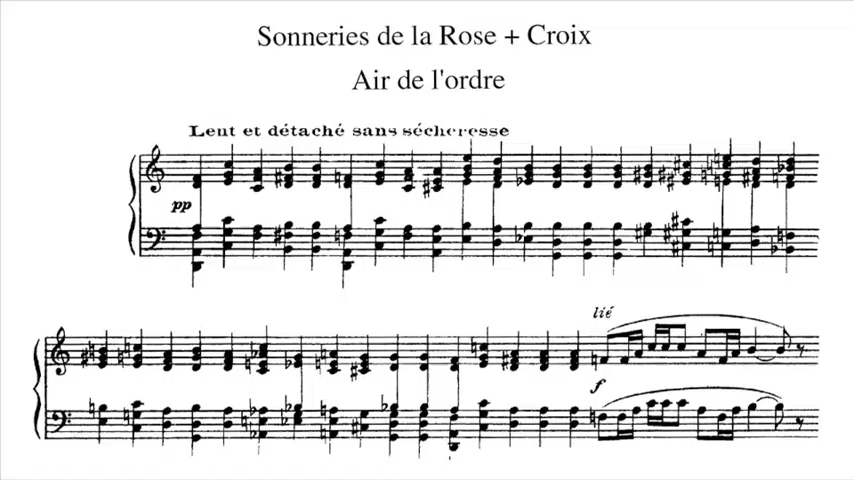 Sonneries de la Rose + Croix
Air de l'ordre
Lent et détaché sans sécheresse
pp
lié
f